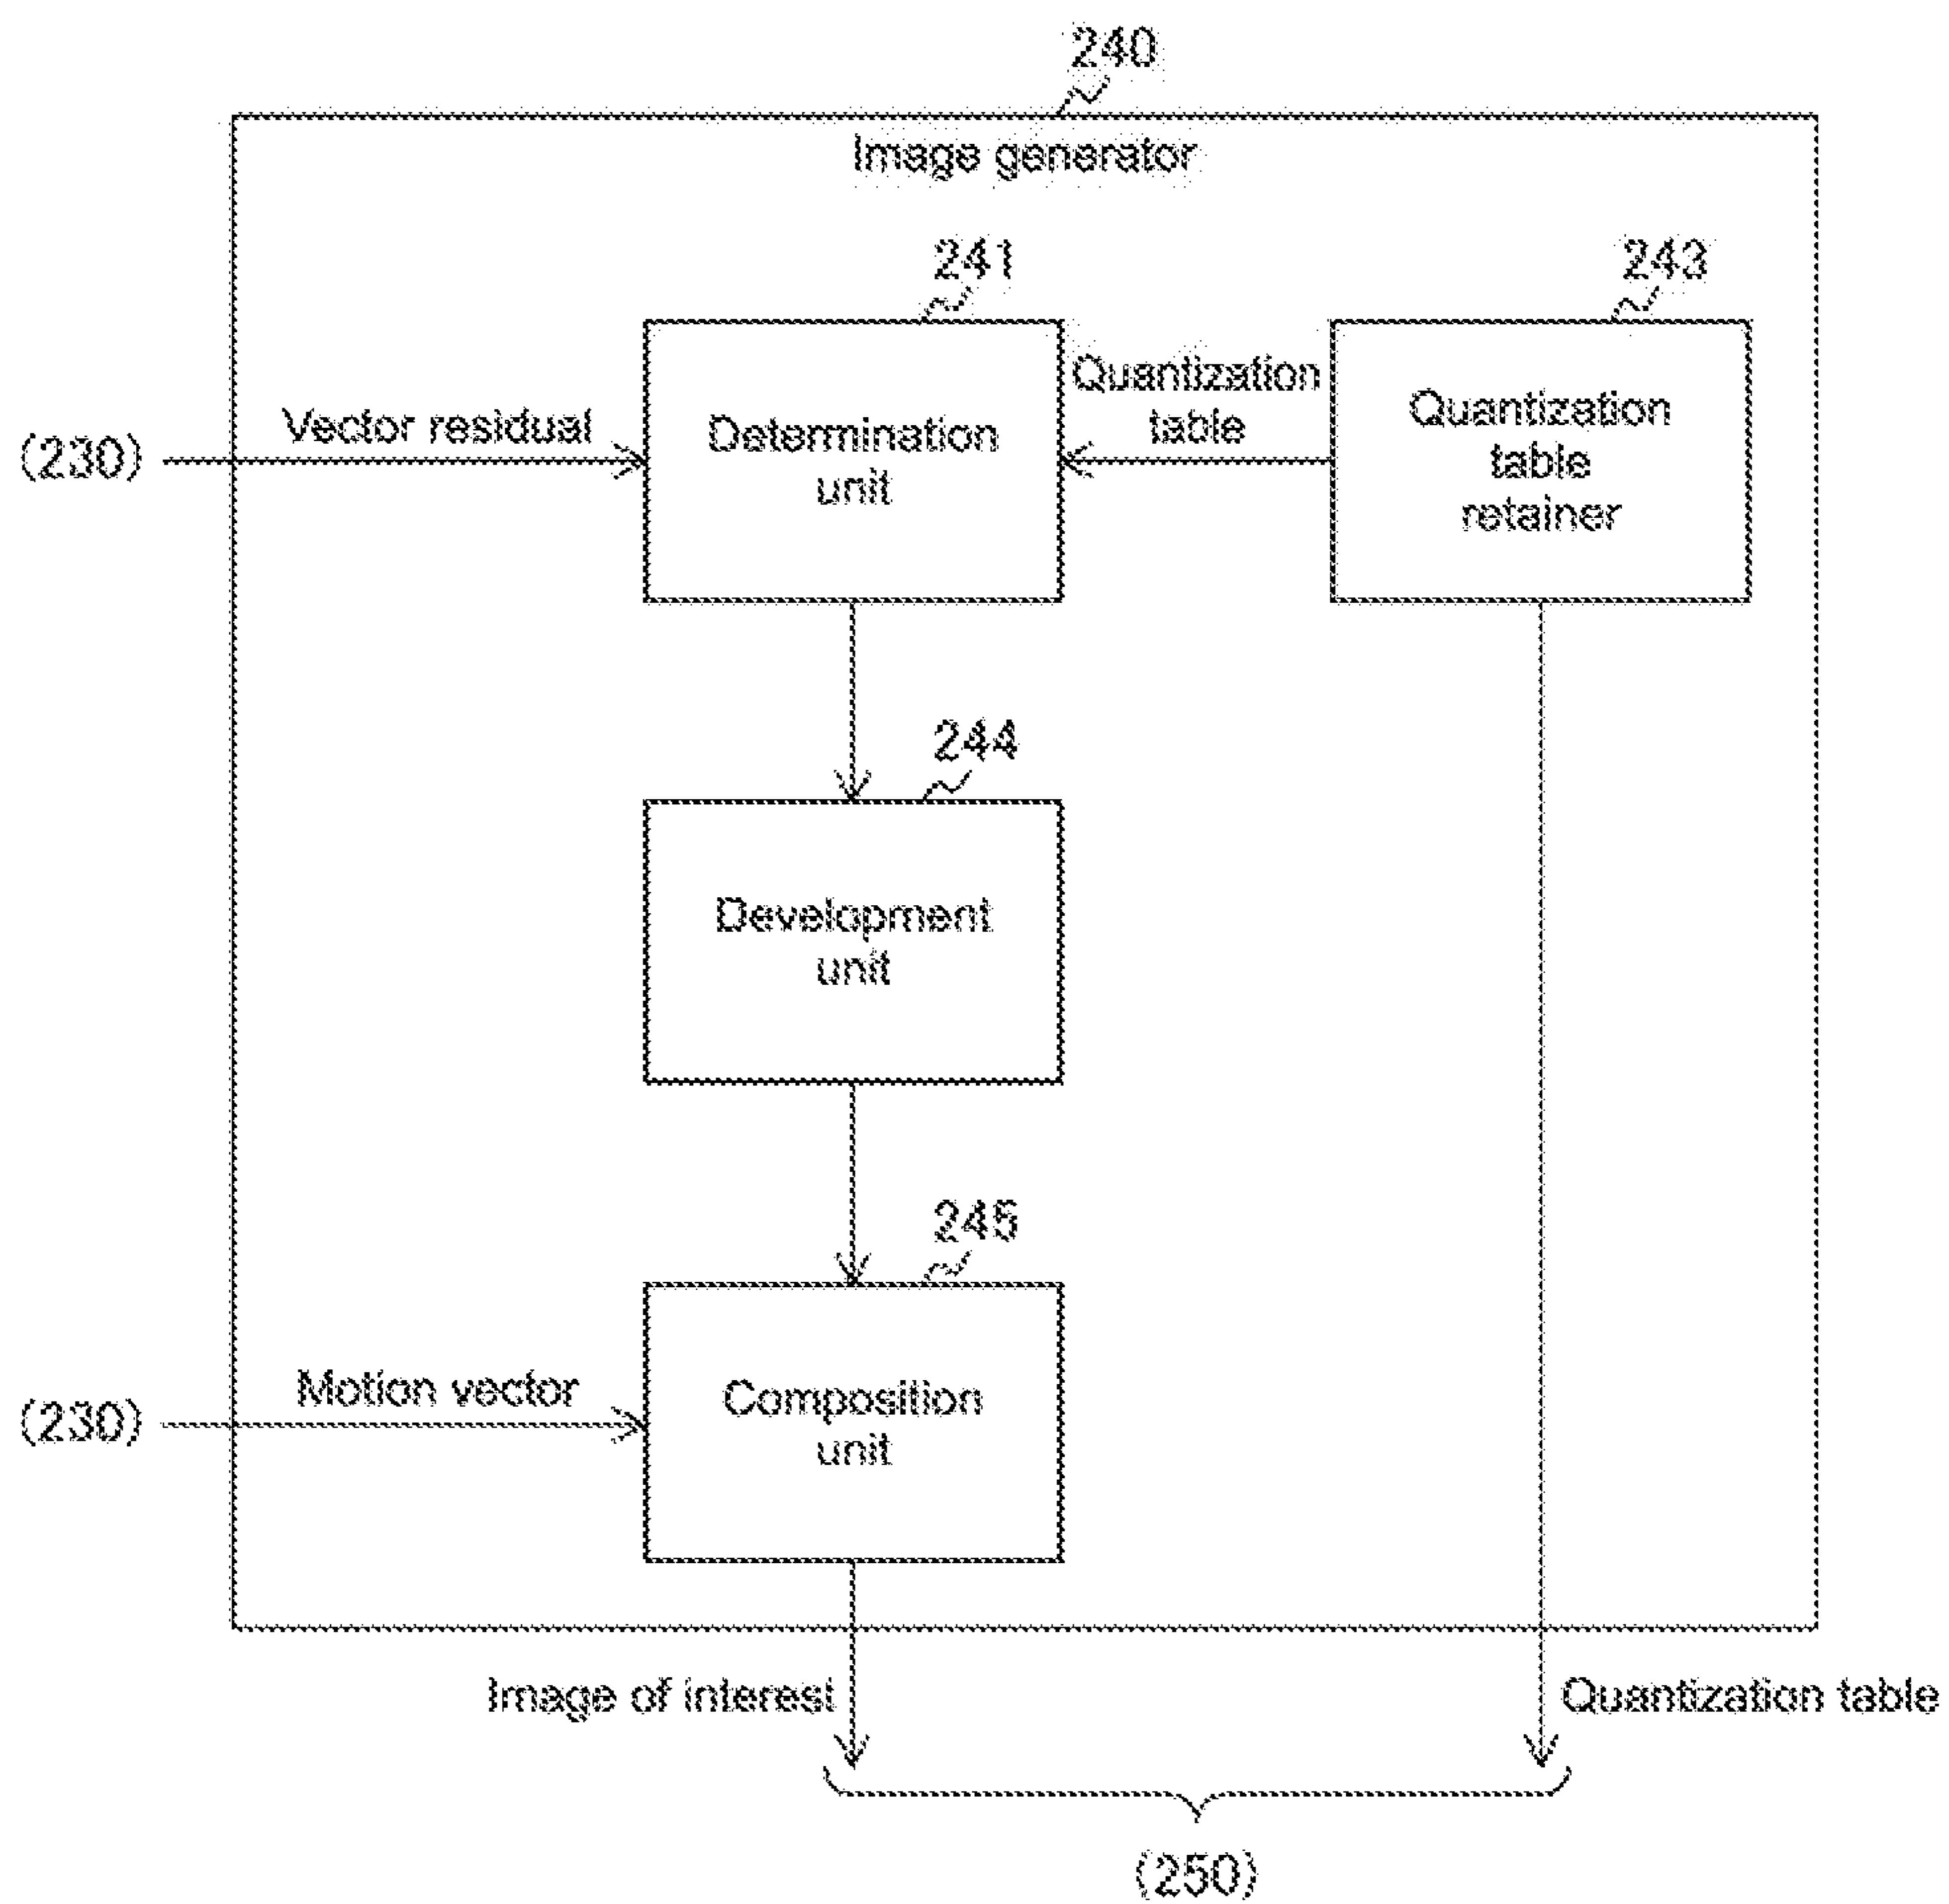 240
Image generator
241
243
(230)
Vector residual
Determination
unit
Quantization
table
Quantization
table
retainer
244
Development
unit
245
(230)
Motion vector
Composition
unit
Image of interest
Quantization table
(250)